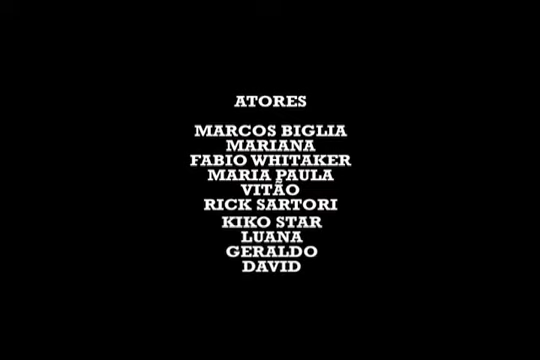 ATORES
MARCOS BIGLIA
MARIANA
FABIO WHITAKER
MARIA PAULA
VITÃO
RICK SARTORI
KIKO STAR
LUANA
GERALDO
DAVID